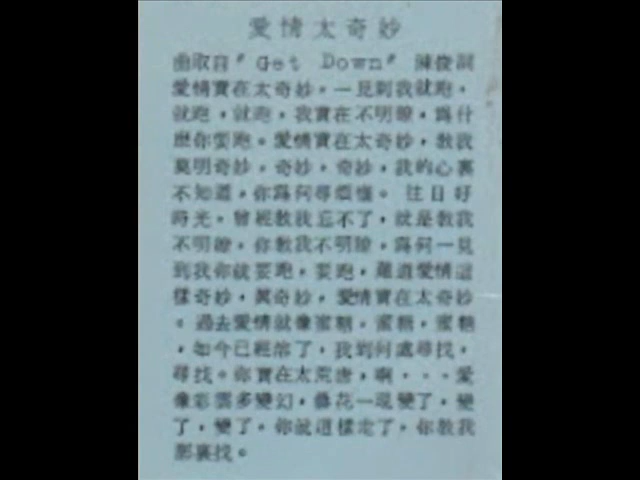 愛情太奇妙
曲取自"Get Down" 陳俊詞
愛情實在太奇妙，一見到我就跑，
就跑，就跑，我實在不明瞭，爲什
麽你要跑。愛情實在太奇妙，教我
莫明奇妙，奇妙，奇妙，我的心裏
不知道，你爲何尋煩惱。 往日好
時光，曾經教我忘不了，就是教我
不明瞭，你教我不明瞭，爲何一見
到我你就要跑，要跑，難道愛情這
樣奇妙，眞奇妙，愛情實在太奇妙
。過去愛情就像蜜糖，蜜糖，蜜糖
，如今已經溶了，我到何處尋找，
尋找。你實在太荒唐，啊，．．愛
像彩雲多變幻，曇花一現變了，變
了，變了，你就這樣走了，你教我
那裏找。